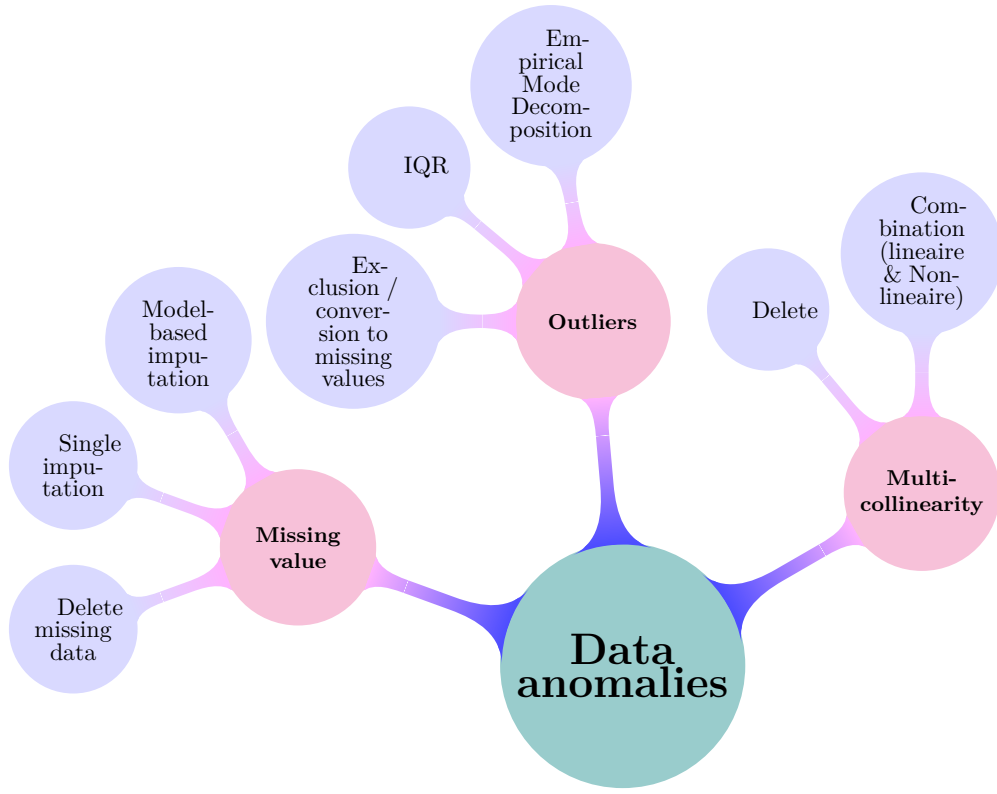 Em-
pirical
Mode
Decom-
position
IQR
Ex-
clusion /
conver-
sion to
missing
values
Outliers
Com-
bination
(lineaire
& Non-
lineaire)
Delete
Multi-
collinearity
Model-
based
impu-
tation
Single
impu-
tation
Delete
missing
data
Missing
value
Data
anomalies